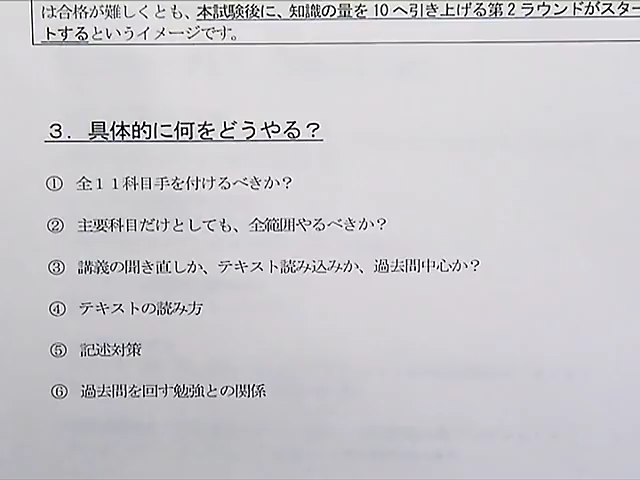 は合格が難しくとも、本試験後に、知識の量を10へ引き上げる第2ラウンドがスター
トするというイメージです。
3．具体的に何をどうやる？
① 全１１科目手を付けるべきか？
② 主要科目だけとしても、全範囲やるべきか？
③ 講義の聞き直しか、テキスト読み込みか、過去問中心か？
④ テキストの読み方
⑤ 記述対策
⑥ 過去問を回す勉強との関係